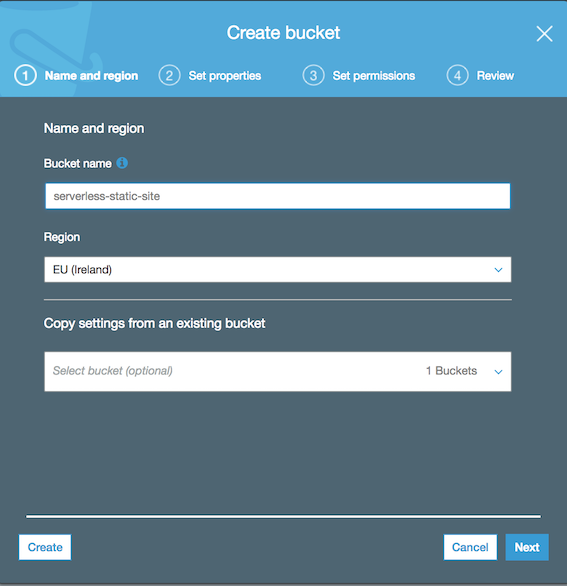 Create bucket
1 Name and region 2 Set properties 3 Set permissions 4 Review
Name and region
Bucket name i
serverless-static-site
Region
EU (Ireland)
Copy settings from an existing bucket
Select bucket (optional) 1 Buckets
Create Cancel Next